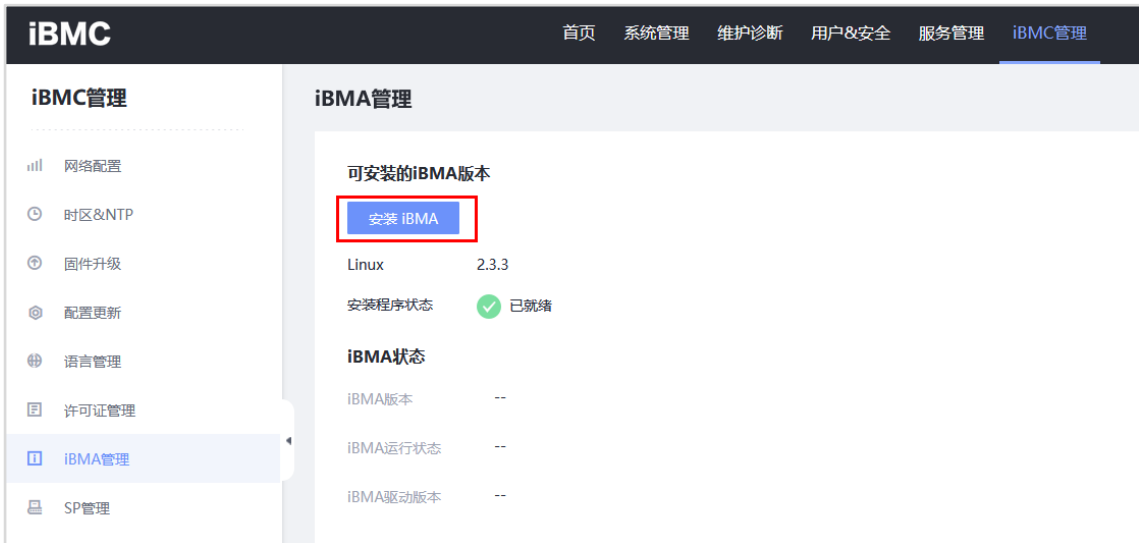 iBMC
首页 系统管理 维护诊断 用户&安全 服务管理 iBMC管理
iBMC管理
网络配置
时区&NTP
固件升级
配置更新
语言管理
许可证管理
iBMA管理
SP管理
iBMA管理
可安装的iBMA版本
安装 iBMA
Linux 2.3.3
安装程序状态 已就绪
iBMA状态
iBMA版本 --
iBMA运行状态 --
iBMA驱动版本 --